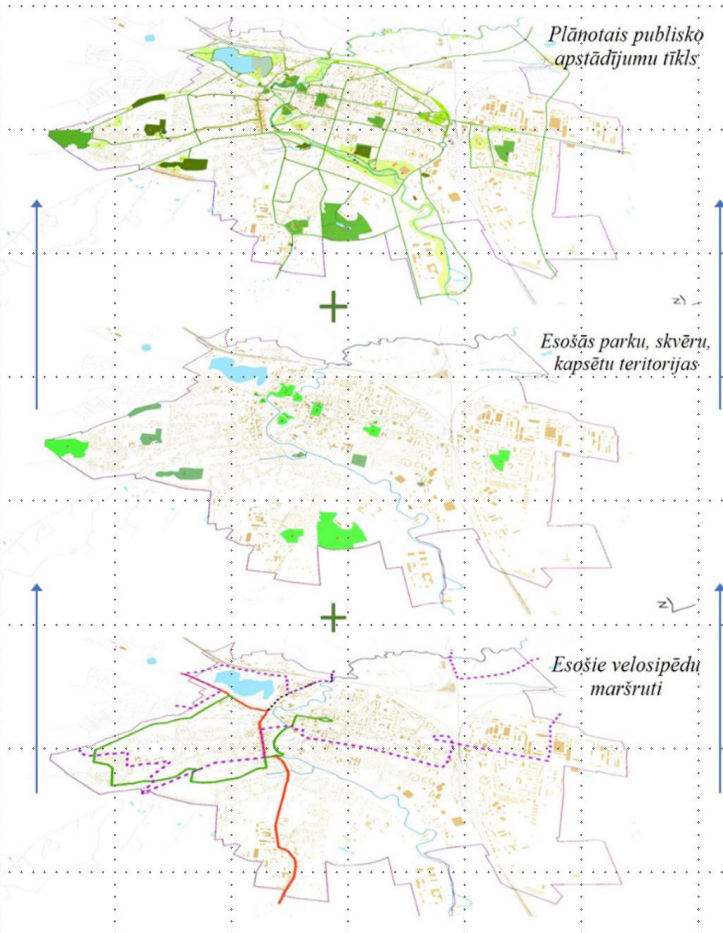 Plānotais publisko
apstādījumu tīkls
Z
Esošās parku, skvēru,
kapsētu teritorijas
Z
Esošie velosipēdu
maršruti